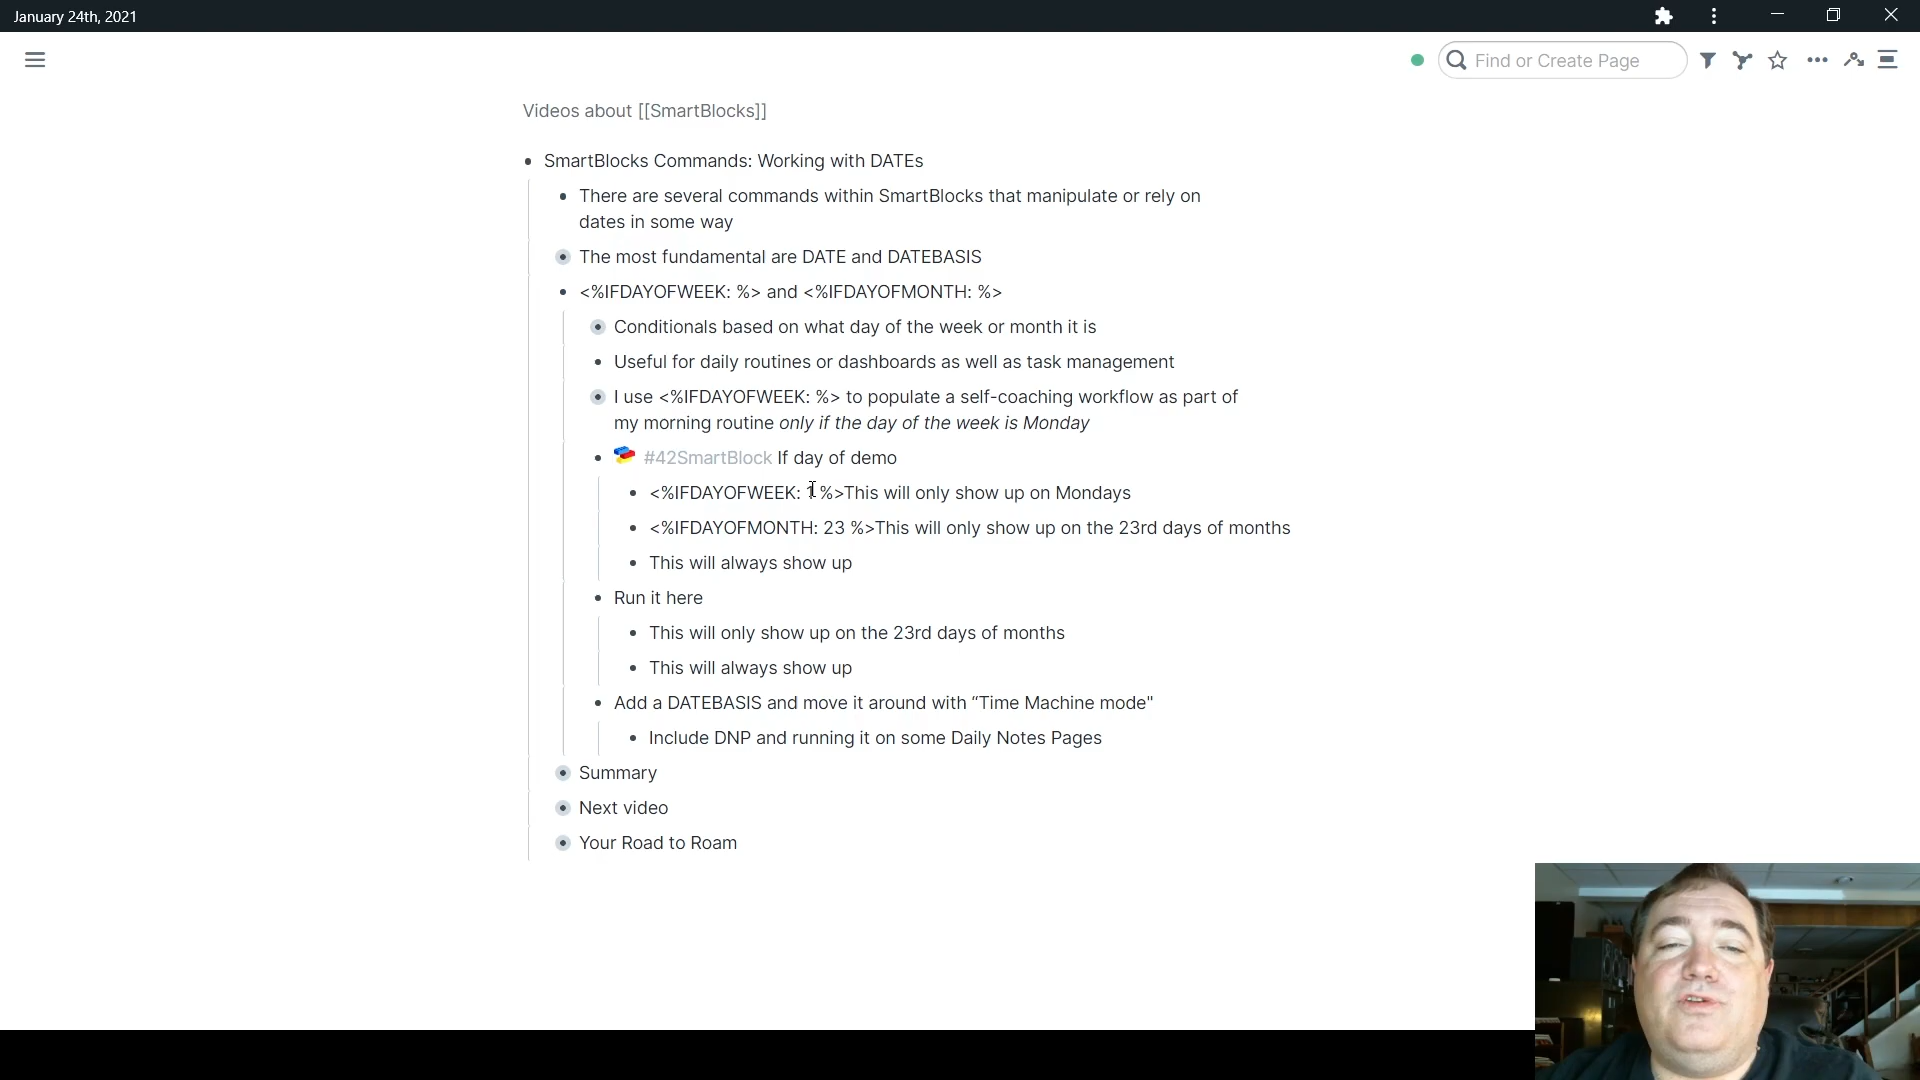 January 24th, 2021
Find or Create Page
Videos about [[SmartBlocks]]
SmartBlocks Commands: Working with DATEs
There are several commands within SmartBlocks that manipulate or rely on
dates in some way
The most fundamental are DATE and DATEBASIS
<%IFDAYOFWEEK: %> and <%IFDAYOFMONTH: %>
Conditionals based on what day of the week or month it is
Useful for daily routines or dashboards as well as task management
I use <%IFDAYOFWEEK: %> to populate a self-coaching workflow as part of
my morning routine only if the day of the week is Monday
#42SmartBlock If day of demo
<%IFDAYOFWEEK: 1 %>This will only show up on Mondays
<%IFDAYOFMONTH: 23 %>This will only show up on the 23rd days of months
This will always show up
Run it here
This will only show up on the 23rd days of months
This will always show up
Add a DATEBASIS and move it around with “Time Machine mode"
Include DNP and running it on some Daily Notes Pages
Summary
Next video
Your Road to Roam